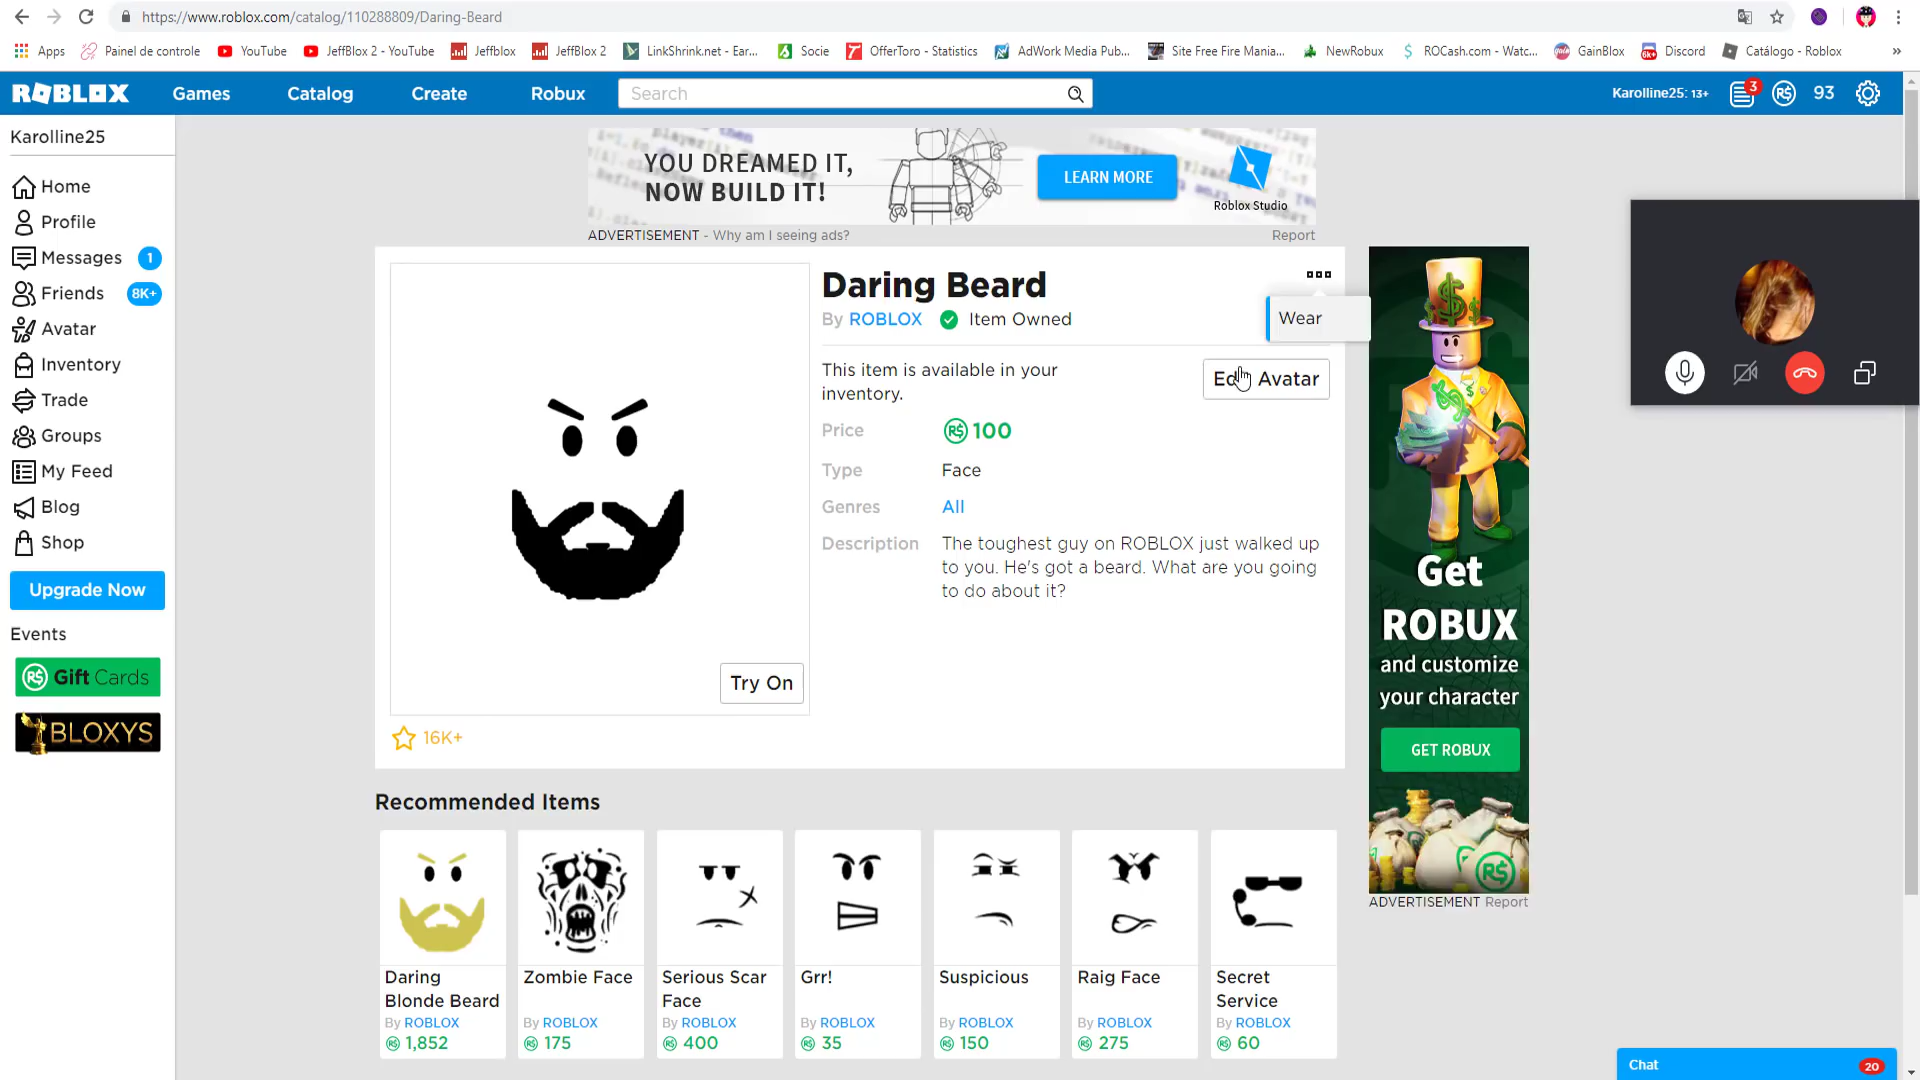 https://www.roblox.com/catalog/110288809/Daring-Beard
Apps Painel de controle YouTube JeffBlox 2 - YouTube Jeffblox JeffBlox 2 LinkShrink.net - Ear... Socie OfferToro - Statistics AdWork Media Pub... Site Free Fire Mania... NewRobux ROCash.com - Watc... GainBlox Discord Catálogo - Roblox »
ROBLOX Games Catalog Create Robux Search Karolline25: 13+ 3 R$ 93
Karolline25
Home
Profile
Messages 1
Friends 8K+
Avatar
Inventory
Trade
Groups
My Feed
Blog
Shop
Upgrade Now
Events
R$ Gift Cards
BLOXYS
YOU DREAMED IT,
NOW BUILD IT!
LEARN MORE
Roblox Studio
ADVERTISEMENT - Why am I seeing ads? Report
Daring Beard
By ROBLOX Item Owned
Wear
This item is available in your
inventory.
Avatar
Price R$ 100
Type Face
Genres All
Description The toughest guy on ROBLOX just walked up
to you. He's got a beard. What are you going
to do about it?
Try On
16K+
Get
ROBUX
and customize
your character
GET ROBUX
R$
ADVERTISEMENT Report
Recommended Items
Daring
Blonde Beard
By ROBLOX
R$ 1,852
Zombie Face
By ROBLOX
R$ 175
Serious Scar
Face
By ROBLOX
R$ 400
Grr!
By ROBLOX
R$ 35
Suspicious
By ROBLOX
R$ 150
Raig Face
By ROBLOX
R$ 275
Secret
Service
By ROBLOX
R$ 60
Chat 20